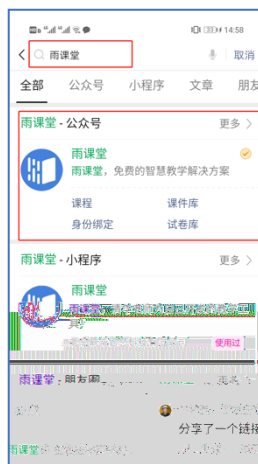 14:58
雨课堂
取消
全部 公众号 小程序 文章 朋友
雨课堂 - 公众号 更多
雨课堂
雨课堂，免费的智慧教学解决方案
课程 课件库
身份绑定 试卷库
雨课堂 - 小程序 更多
雨课堂
使用过
雨课堂 - 朋友圈
分享了一个链接
雨课堂